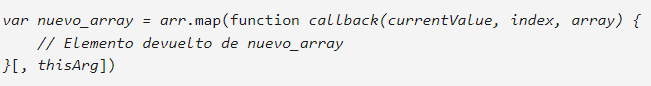 var nuevo_array = arr.map(function callback(currentValue, index, array) {
    // Elemento devuelto de nuevo_array
}[, thisArg])